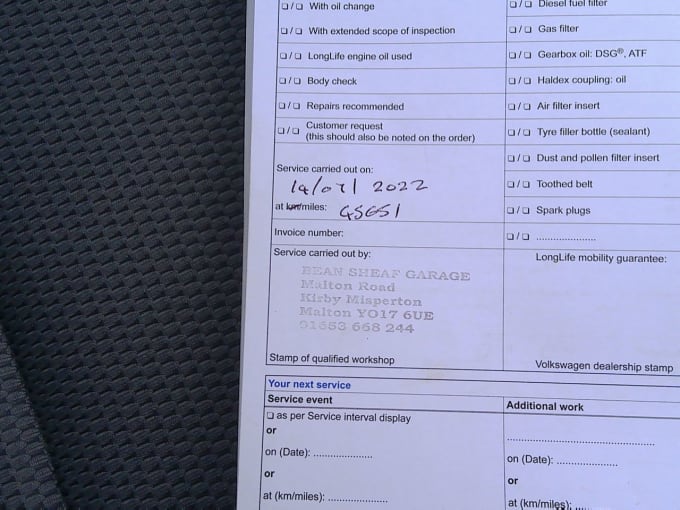 ❏ / ❏ With oil change
❏ / ❏ With extended scope of inspection
❏ / ❏ LongLife engine oil used
❏ / ❏ Body check
❏ / ❏ Repairs recommended
❏ / ❏ Customer request
(this should also be noted on the order)
Service carried out on:
14/07/ 2022
at km/miles: 45651
Invoice number:
Service carried out by:
BEAN SHEAF GARAGE
Malton Road
Kirby Misperton
Malton YO17 6UE
01653 668 244
Stamp of qualified workshop
❏ / ❏ Diesel fuel filter
❏ / ❏ Gas filter
❏ / ❏ Gearbox oil: DSG®, ATF
❏ / ❏ Haldex coupling: oil
❏ / ❏ Air filter insert
❏ / ❏ Tyre filler bottle (sealant)
❏ / ❏ Dust and pollen filter insert
❏ / ❏ Toothed belt
❏ / ❏ Spark plugs
❏ / ❏ .....................
LongLife mobility guarantee:
Volkswagen dealership stamp
Your next service
Service event
❏ as per Service interval display
or
on (Date): ....................
or
at (km/miles): ....................
Additional work
..................................................
on (Date): .....................
or
at (km/miles): ....